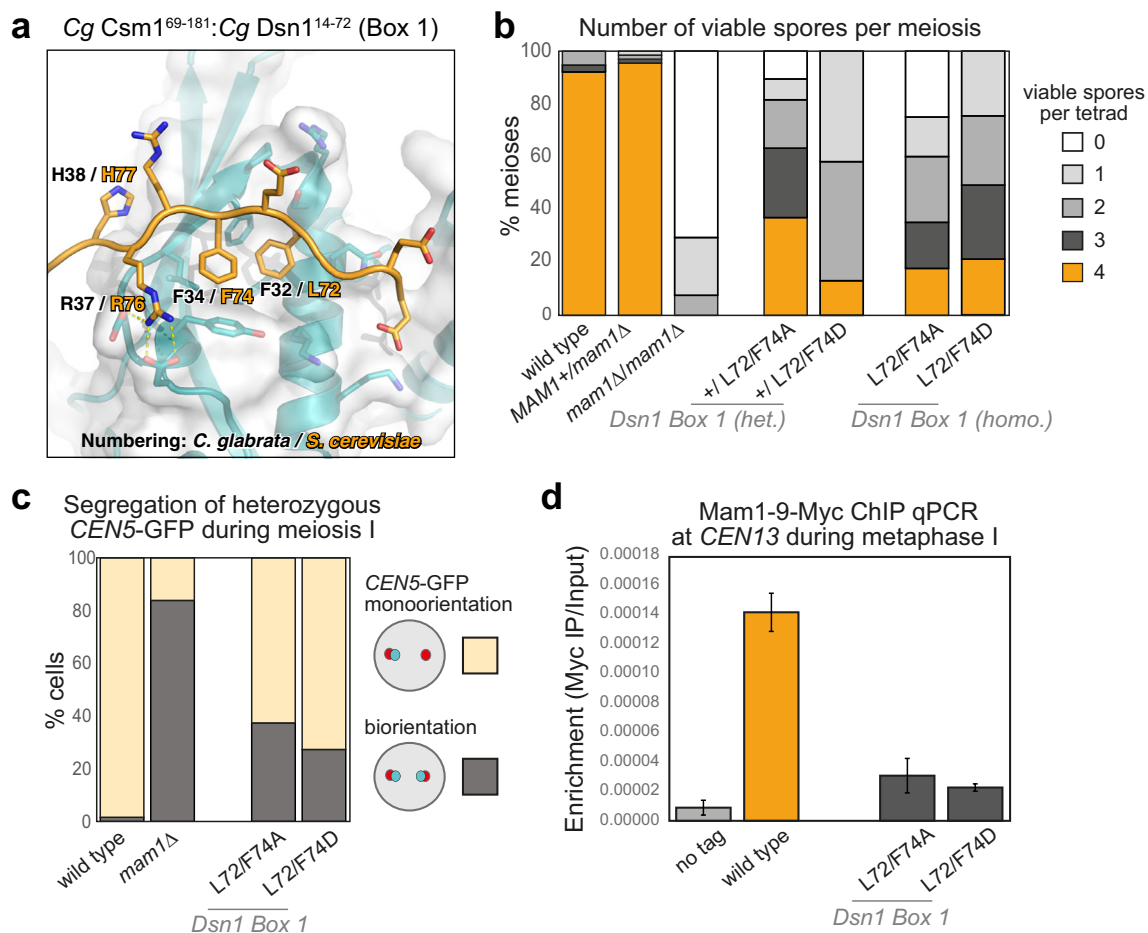 a
Cg Csm1⁶⁹⁻¹⁸¹:Cg Dsn1¹⁴⁻⁷² (Box 1)
H38 / H77
R37 / R76
F34 / F74
F32 / L72
Numbering: C. glabrata / S. cerevisiae
b
Number of viable spores per meiosis
% meioses
100
80
60
40
20
0
wild type
MAM1+/mam1Δ
mam1Δ/mam1Δ
+/ L72/F74A
+/ L72/F74D
L72/F74A
L72/F74D
Dsn1 Box 1 (het.)
Dsn1 Box 1 (homo.)
viable spores
per tetrad
0
1
2
3
4
c
Segregation of heterozygous
CEN5-GFP during meiosis I
% cells
100
80
60
40
20
0
wild type
mam1Δ
L72/F74A
L72/F74D
Dsn1 Box 1
CEN5-GFP
monoorientation
biorientation
d
Mam1-9-Myc ChIP qPCR
at CEN13 during metaphase I
Enrichment (Myc IP/Input)
0.00018
0.00016
0.00014
0.00012
0.00010
0.00008
0.00006
0.00004
0.00002
0.00000
no tag
wild type
L72/F74A
L72/F74D
Dsn1 Box 1